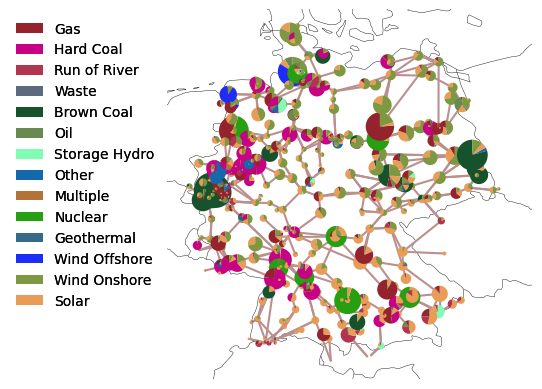 Gas
Hard Coal
Run of River
Waste
Brown Coal
Oil
Storage Hydro
Other
Multiple
Nuclear
Geothermal
Wind Offshore
Wind Onshore
Solar